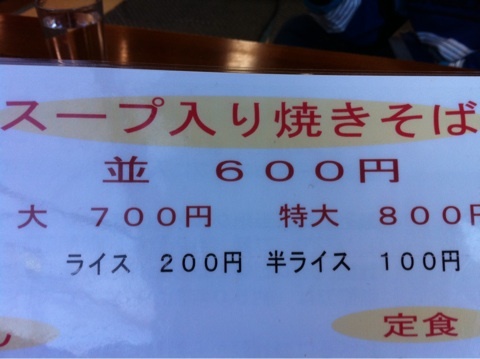 スープ入り焼きそば
並　６００円
大　７００円　特大　８００円
ライス　２００円　半ライス　１００円
定食